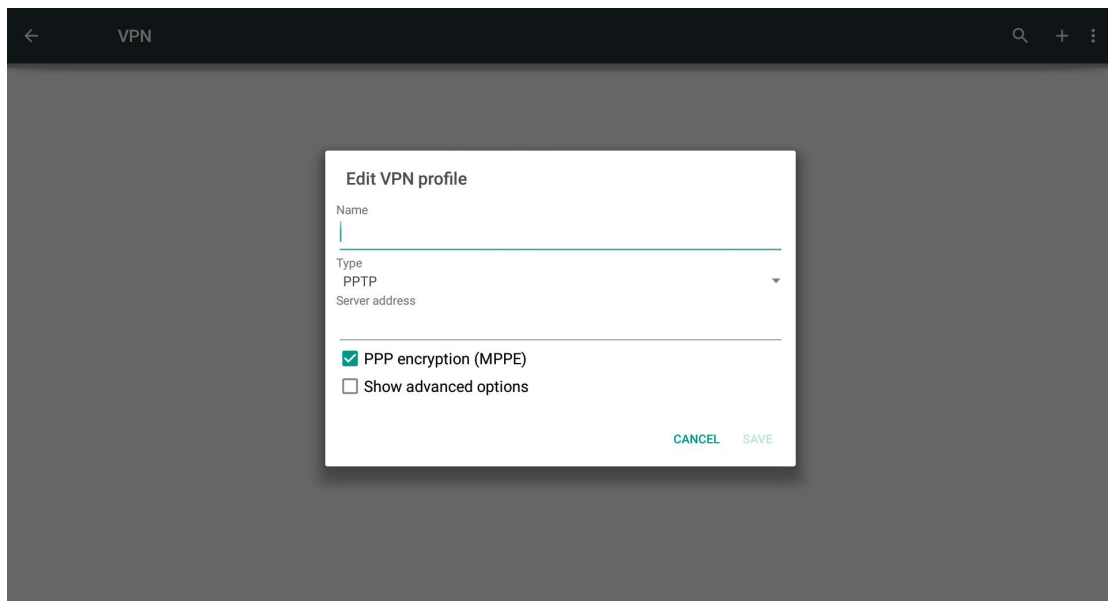 VPN
Edit VPN profile
Name
Type
PPTP
Server address
PPP encryption (MPPE)
Show advanced options
CANCEL SAVE